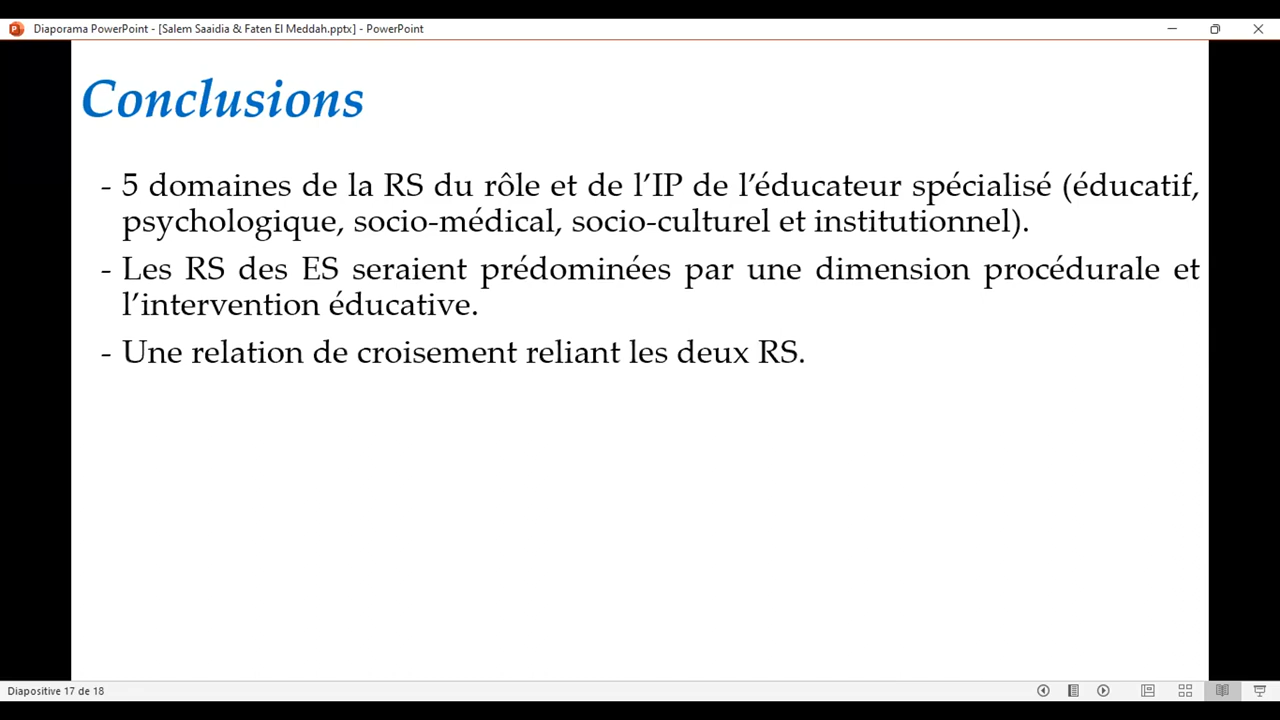 Diaporama PowerPoint - [Salem Saaidia & Faten El Meddah.pptx] - PowerPoint
Conclusions
- 5 domaines de la RS du rôle et de l’IP de l’éducateur spécialisé (éducatif,
psychologique, socio-médical, socio-culturel et institutionnel).
- Les RS des ES seraient prédominées par une dimension procédurale et
l’intervention éducative.
- Une relation de croisement reliant les deux RS.
Diapositive 17 de 18